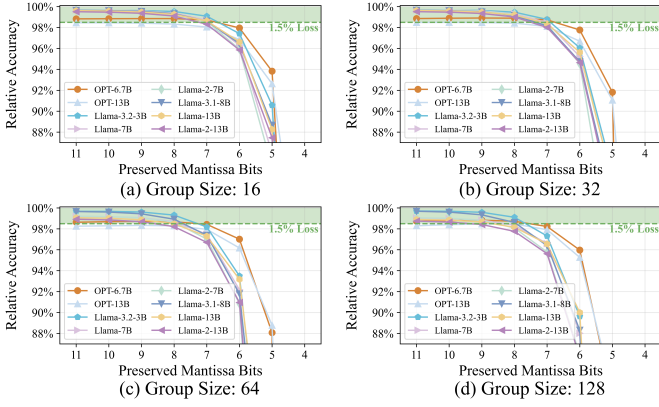 100%
98%
96%
94%
92%
90%
88%
Relative Accuracy
1.5% Loss
OPT-6.7B
OPT-13B
Llama-3.2-3B
Llama-7B
Llama-2-7B
Llama-3.1-8B
Llama-13B
Llama-2-13B
11 10 9 8 7 6 5 4
Preserved Mantissa Bits
(a) Group Size: 16
100%
98%
96%
94%
92%
90%
88%
Relative Accuracy
1.5% Loss
OPT-6.7B
OPT-13B
Llama-3.2-3B
Llama-7B
Llama-2-7B
Llama-3.1-8B
Llama-13B
Llama-2-13B
11 10 9 8 7 6 5 4
Preserved Mantissa Bits
(b) Group Size: 32
100%
98%
96%
94%
92%
90%
88%
Relative Accuracy
1.5% Loss
OPT-6.7B
OPT-13B
Llama-3.2-3B
Llama-7B
Llama-2-7B
Llama-3.1-8B
Llama-13B
Llama-2-13B
11 10 9 8 7 6 5 4
Preserved Mantissa Bits
(c) Group Size: 64
100%
98%
96%
94%
92%
90%
88%
Relative Accuracy
1.5% Loss
OPT-6.7B
OPT-13B
Llama-3.2-3B
Llama-7B
Llama-2-7B
Llama-3.1-8B
Llama-13B
Llama-2-13B
11 10 9 8 7 6 5 4
Preserved Mantissa Bits
(d) Group Size: 128